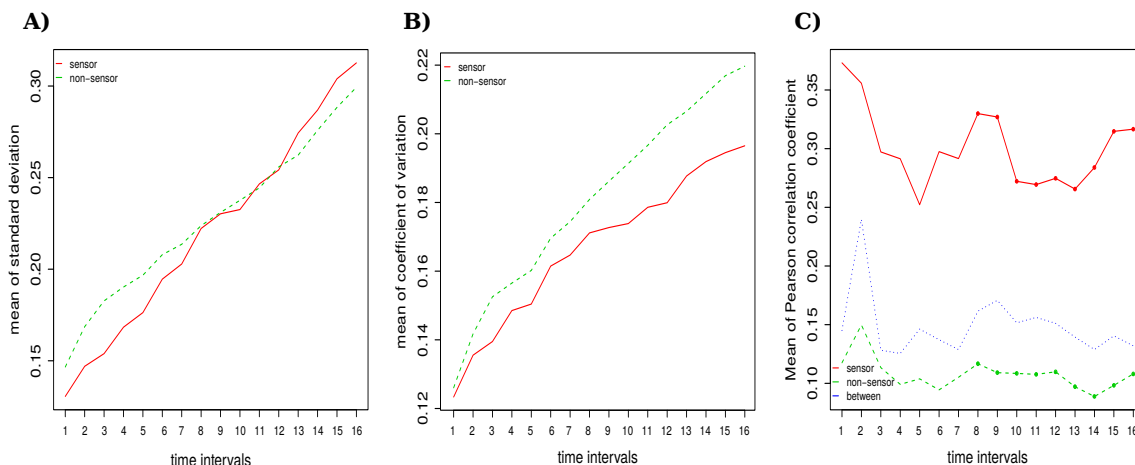 A)
sensor
non-sensor
mean of standard deviation
0.15 0.20 0.25 0.30
1 2 3 4 5 6 7 8 9 10 11 12 13 14 15 16
time intervals
B)
sensor
non-sensor
mean of coefficient of variation
0.12 0.14 0.16 0.18 0.20 0.22
1 2 3 4 5 6 7 8 9 10 11 12 13 14 15 16
time intervals
C)
Mean of Pearson correlation coefficient
0.10 0.15 0.20 0.25 0.30 0.35
sensor
non-sensor
between
1 2 3 4 5 6 7 8 9 10 11 12 13 14 15 16
time intervals